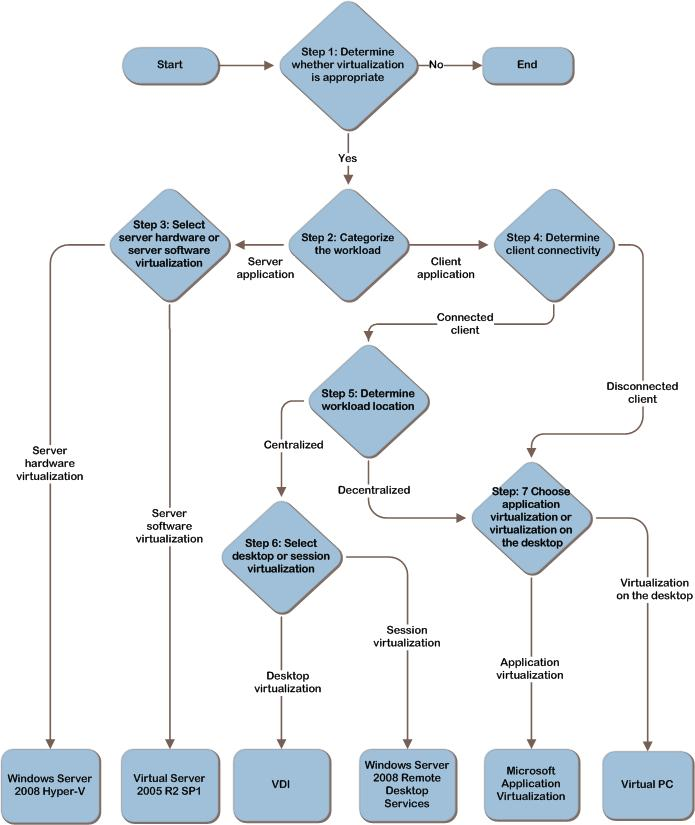 Start
Step 1: Determine
whether virtualization
is appropriate
No
End
Yes
Step 3: Select
server hardware or
server software
virtualization
Server
application
Step 2: Categorize
the workload
Client
application
Step 4: Determine
client connectivity
Connected
client
Disconnected
client
Step 5: Determine
workload location
Centralized
Decentralized
Server
hardware
virtualization
Server
software
virtualization
Step 6: Select
desktop or session
virtualization
Step: 7 Choose
application
virtualization or
virtualization on
the desktop
Virtualization
on the desktop
Session
virtualization
Desktop
virtualization
Application
virtualization
Windows Server
2008 Hyper-V
Virtual Server
2005 R2 SP1
VDI
Windows Server
2008 Remote
Desktop
Services
Microsoft
Application
Virtualization
Virtual PC